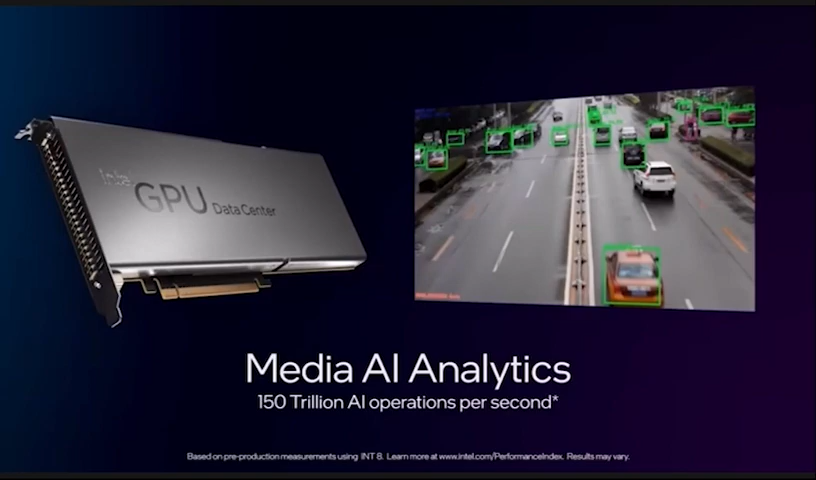 intel
GPU Data Center
Media AI Analytics
150 Trillion AI operations per second*
Based on pre-production measurements using INT 8. Learn more at www.intel.com/PerformanceIndex. Results may vary.